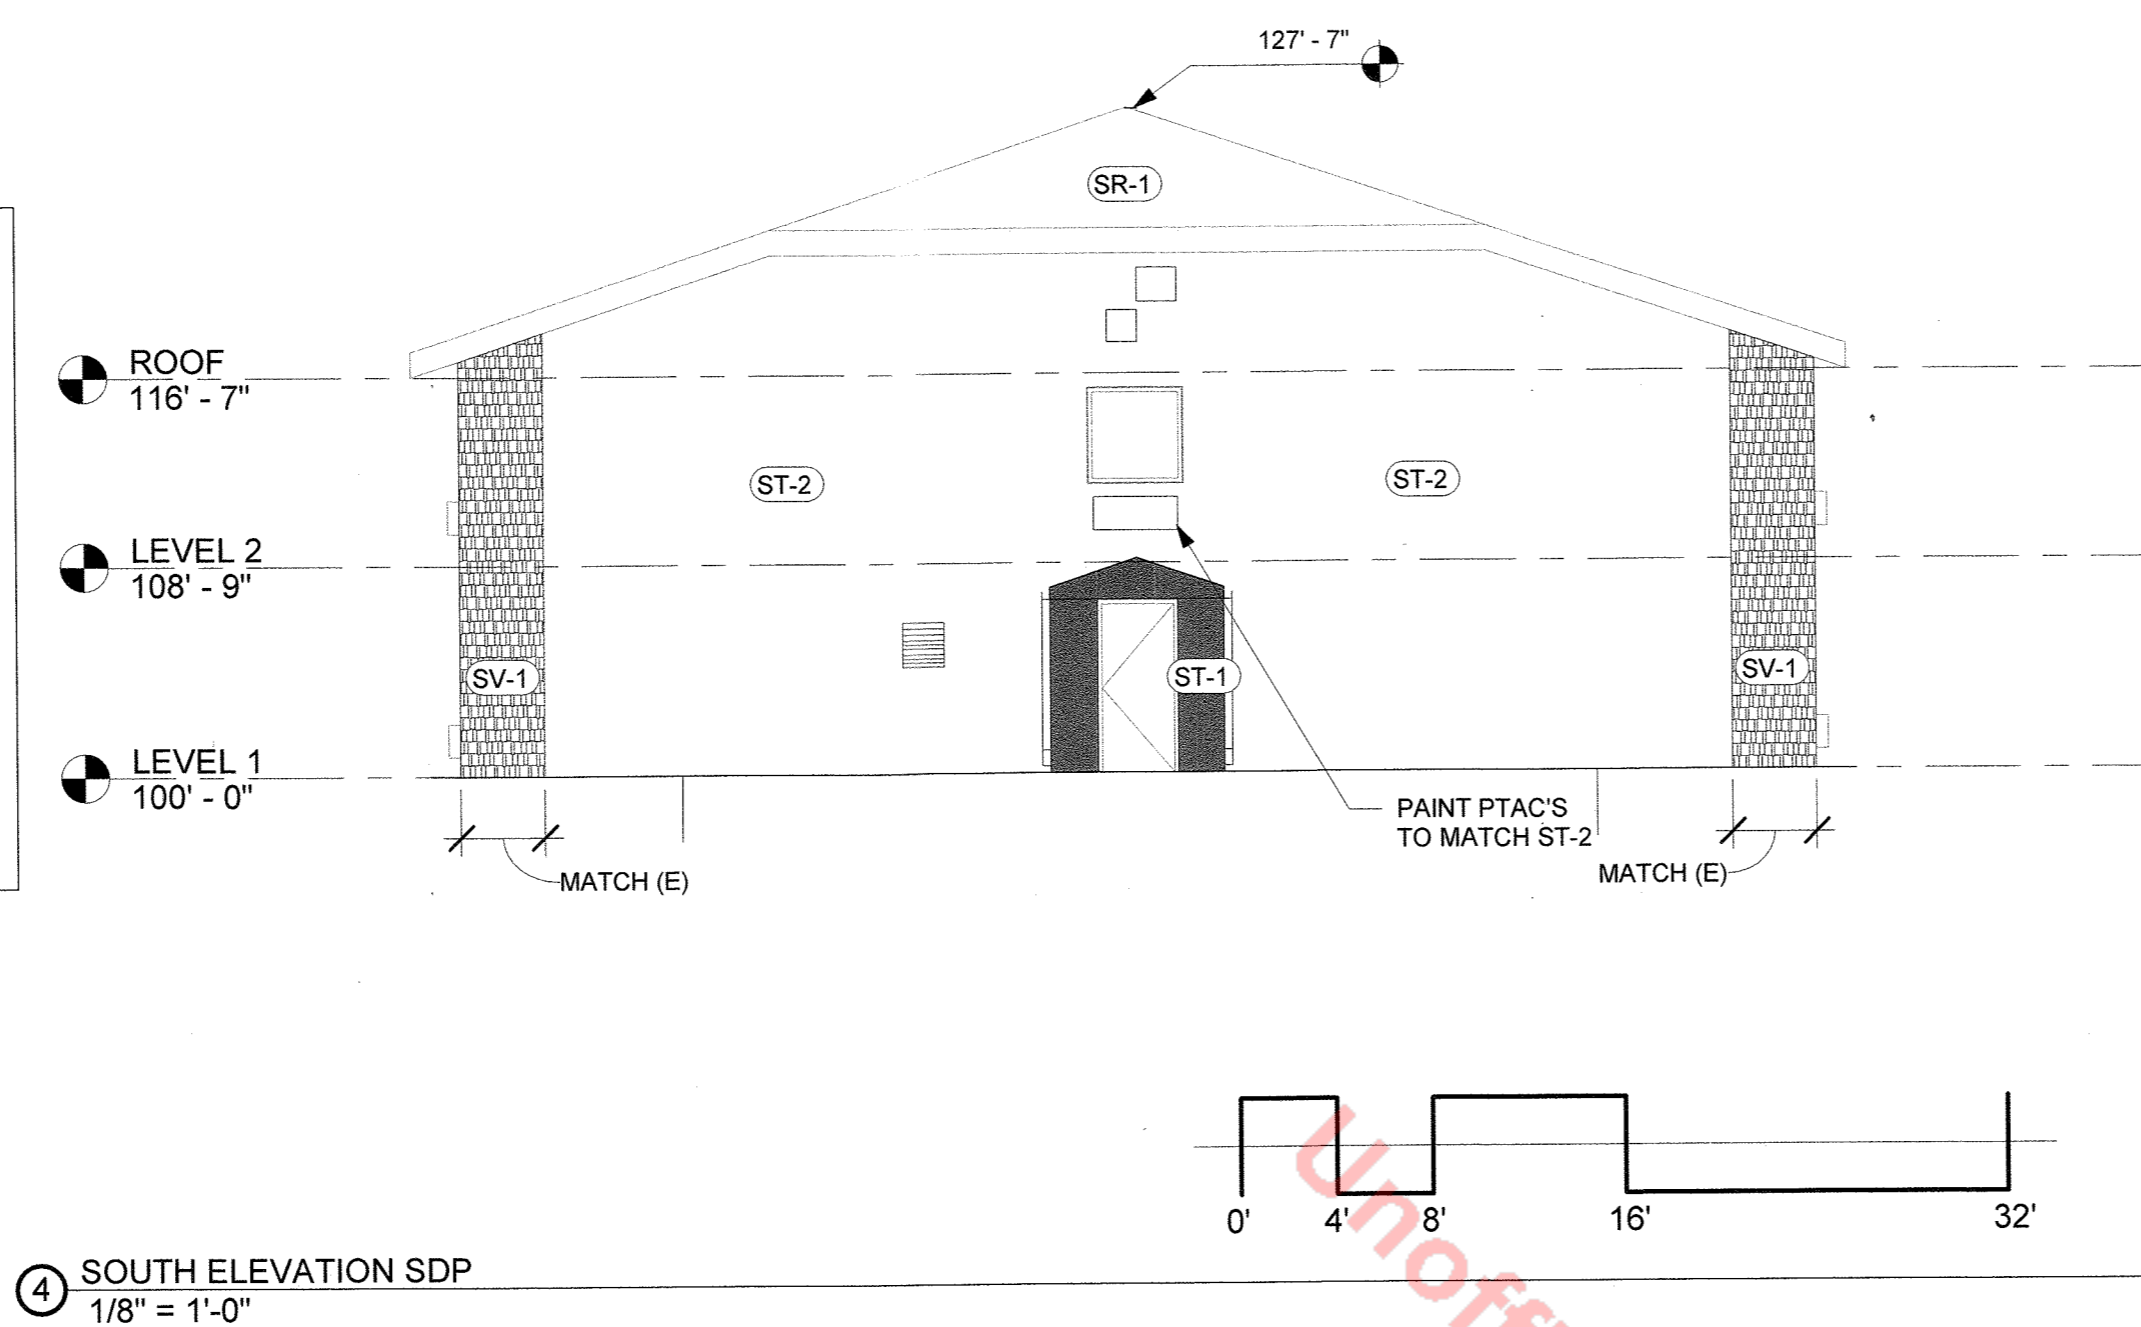 127' - 7"
SR-1
ROOF
116' - 7"
ST-2
ST-2
LEVEL 2
108' - 9"
SV-1
ST-1
SV-1
LEVEL 1
100' - 0"
PAINT PTAC'S
TO MATCH ST-2
MATCH (E)
MATCH (E)
0' 4' 8' 16' 32'
4
SOUTH ELEVATION SDP
1/8" = 1'-0"